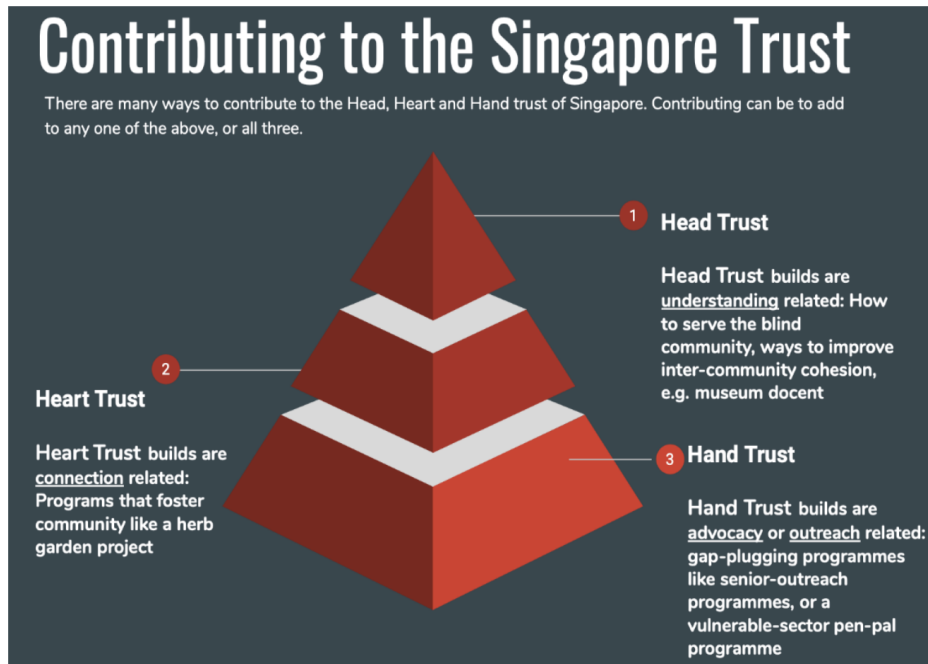 Contributing to the Singapore Trust
There are many ways to contribute to the Head, Heart and Hand trust of Singapore. Contributing can be to add
to any one of the above, or all three.
1
Head Trust
Head Trust builds are
understanding related: How
to serve the blind
community, ways to improve
inter-community cohesion,
e.g. museum docent
2
Heart Trust
Heart Trust builds are
connection related:
Programs that foster
community like a herb
garden project
3
Hand Trust
Hand Trust builds are
advocacy or outreach related:
gap-plugging programmes
like senior-outreach
programmes, or a
vulnerable-sector pen-pal
programme